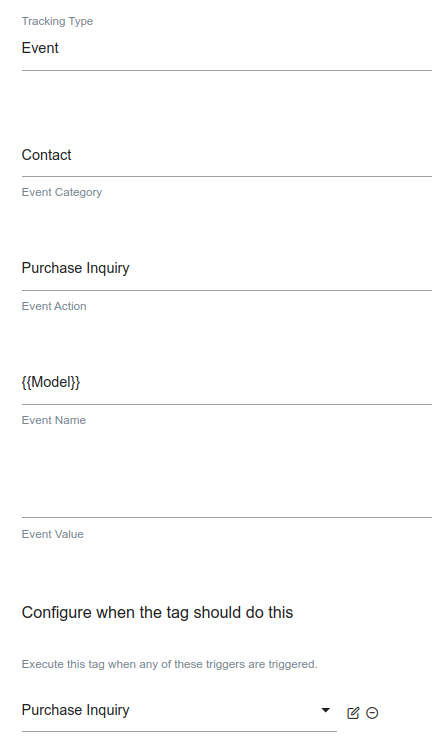 Tracking Type
Event
Contact
Event Category
Purchase Inquiry
Event Action
{{Model}}
Event Name
Event Value
Configure when the tag should do this
Execute this tag when any of these triggers are triggered.
Purchase Inquiry